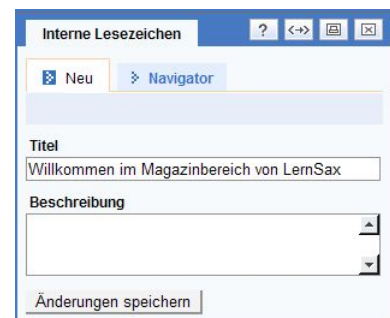 Interne Lesezeichen ?
Neu Navigator
Titel
Willkommen im Magazinbereich von LernSax
Beschreibung
Änderungen speichern